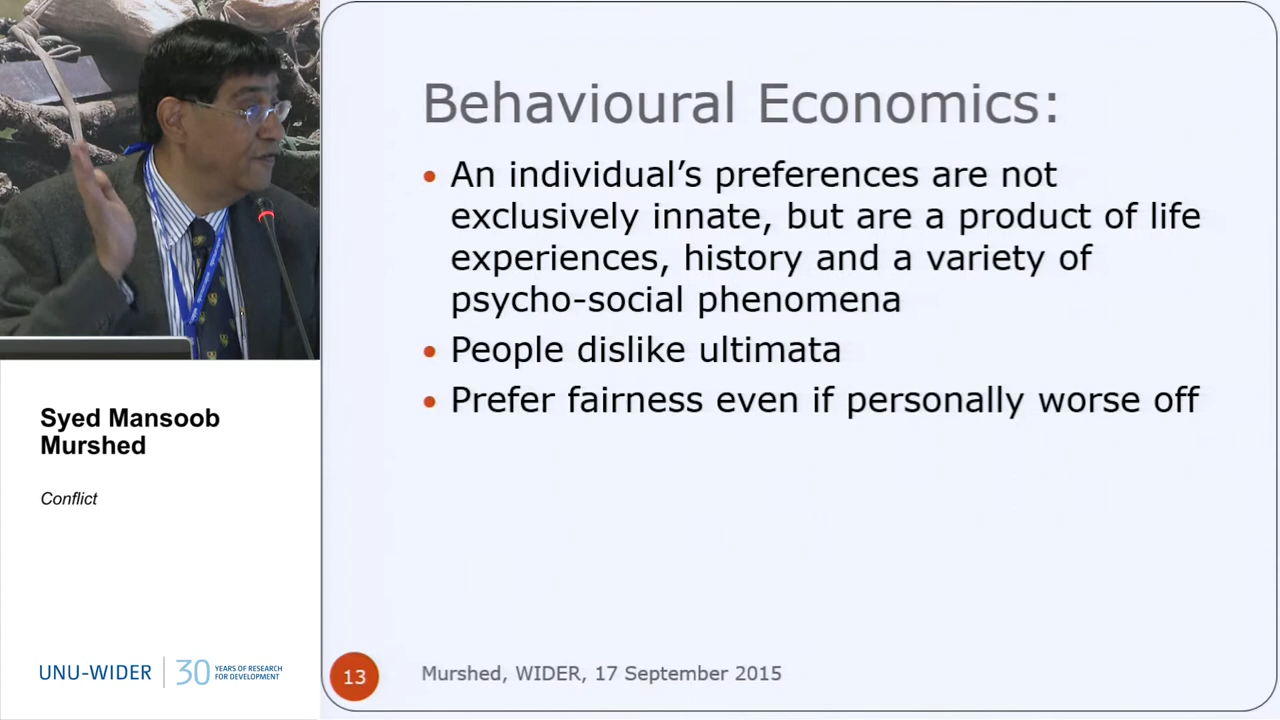 Behavioural Economics:
• An individual’s preferences are not
exclusively innate, but are a product of life
experiences, history and a variety of
psycho-social phenomena
• People dislike ultimata
• Prefer fairness even if personally worse off
Syed Mansoob
Murshed
Conflict
UNU-WIDER
30 YEARS OF RESEARCH
FOR DEVELOPMENT
13
Murshed, WIDER, 17 September 2015